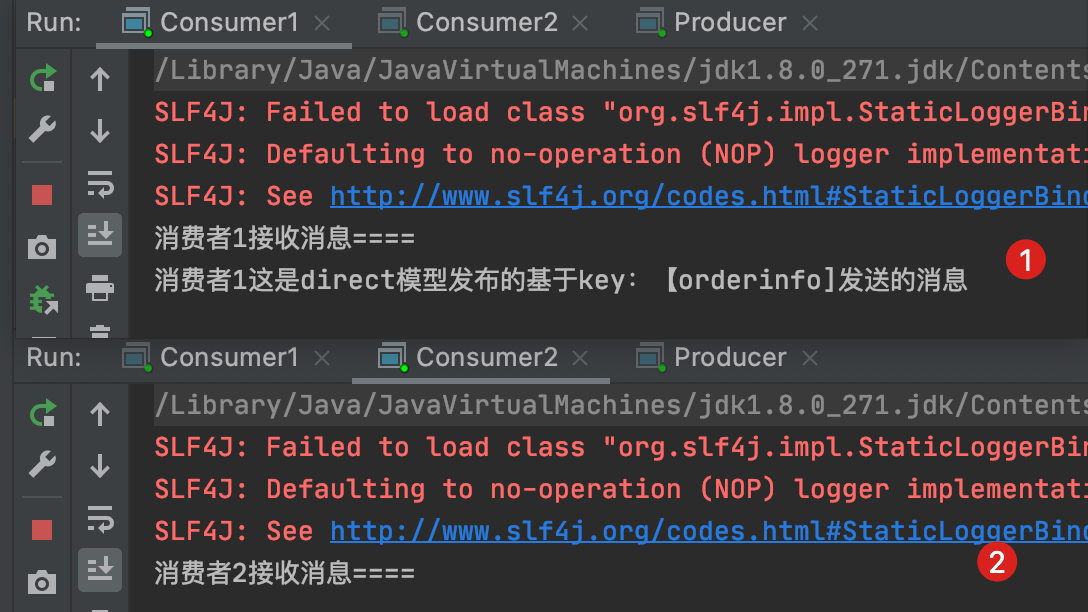 Run: Consumer1 Consumer2 Producer
/Library/Java/JavaVirtualMachines/jdk1.8.0_271.jdk/Contents
SLF4J: Failed to load class "org.slf4j.impl.StaticLoggerBin
SLF4J: Defaulting to no-operation (NOP) logger implementati
SLF4J: See http://www.slf4j.org/codes.html#StaticLoggerBind
消费者1接收消息====
1
消费者1这是direct模型发布的基于key: 【orderinfo]发送的消息
Run: Consumer1 Consumer2 Producer
/Library/Java/JavaVirtualMachines/jdk1.8.0_271.jdk/Contents
SLF4J: Failed to load class "org.slf4j.impl.StaticLoggerBin
SLF4J: Defaulting to no-operation (NOP) logger implementati
SLF4J: See http://www.slf4j.org/codes.html#StaticLoggerBind
2
消费者2接收消息====